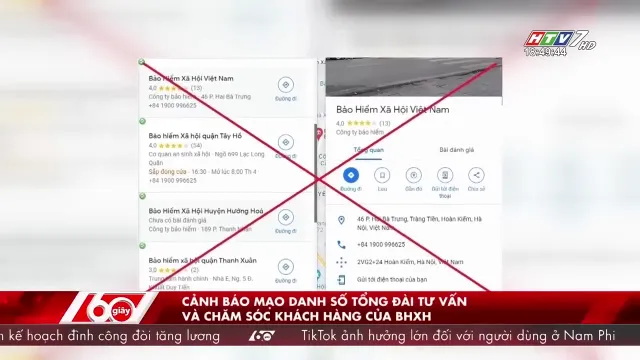 HTV7 HD
18:49:44
Bảo Hiểm Xã Hội Việt Nam
4,0 (13)
Công ty bảo hiểm · 46 P. Hai Bà Trưng
+84 1900 996625
Đường đi
Bảo hiểm Xã hội quận Tây Hồ
4,0 (34)
Cơ quan an sinh xã hội · Ngõ 699 Lạc Long
Quân
Sắp đóng cửa · 16:30 · Mở lúc 8:00 Th 4
+84 1900 996625
Đường đi
Bảo Hiểm Xã Hội Huyện Hướng Hoá
Chưa có bài đánh giá
Công ty bảo hiểm · 189 P. Thanh Nhàn
Đường đi
Bảo hiểm xã hội quận Thanh Xuân
3,0 (2)
Trung tâm hành chính · Nhà E, Ng. 5 Đ.
Khuất Duy Tiến
Đường đi
Bảo Hiểm Xã Hội Việt Nam
4,0 (13)
Công ty bảo hiểm
Tổng quan
Bài đánh giá
Đường đi
Lưu
Gần đó
Gửi tới điện
thoại
Chia sẻ
46 P. Hai Bà Trưng, Tràng Tiền, Hoàn Kiếm, Hà
Nội, Việt Nam
+84 1900 996625
2VG2+24 Hoàn Kiếm, Hà Nội, Việt Nam
Gửi tới điện thoại của bạn
60 giây
CẢNH BÁO MẠO DANH SỐ TỔNG ĐÀI TƯ VẤN
VÀ CHĂM SÓC KHÁCH HÀNG CỦA BHXH
n kế hoạch đình công đòi tăng lương
TikTok ảnh hưởng lớn đối với người dùng ở Nam Phi